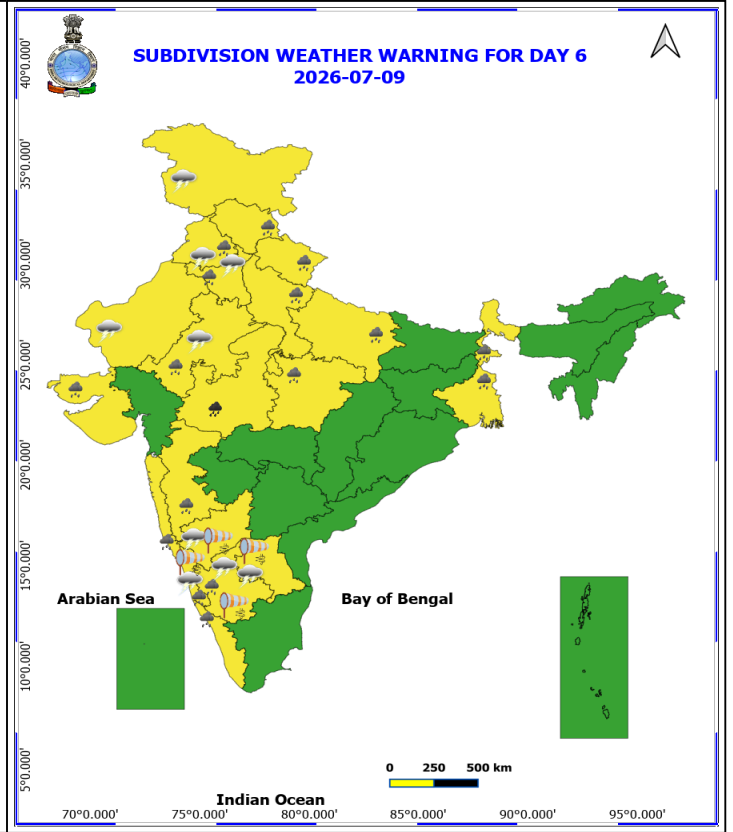 SUBDIVISION WEATHER WARNING FOR DAY 6
2026-07-09
40°0.000'
35°0.000'
30°0.000'
25°0.000'
20°0.000'
15°0.000'
10°0.000'
5°0.000'
Arabian Sea
Bay of Bengal
0 250 500 km
Indian Ocean
70°0.000' 75°0.000' 80°0.000' 85°0.000' 90°0.000' 95°0.000'